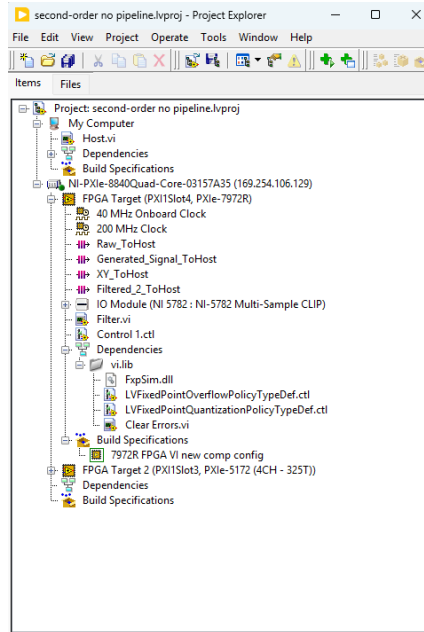 second-order no pipeline.lvproj - Project Explorer
File Edit View Project Operate Tools Window Help
Items Files
Project: second-order no pipeline.lvproj
My Computer
Host.vi
Dependencies
Build Specifications
NI-PXIe-8840Quad-Core-03157A35 (169.254.106.129)
FPGA Target (PXI1Slot4, PXIe-7972R)
40 MHz Onboard Clock
200 MHz Clock
Raw_ToHost
Generated_Signal_ToHost
XY_ToHost
Filtered_2_ToHost
IO Module (NI 5782 : NI-5782 Multi-Sample CLIP)
Filter.vi
Control 1.ctl
Dependencies
vi.lib
FxpSim.dll
LVFixedPointOverflowPolicyTypeDef.ctl
LVFixedPointQuantizationPolicyTypeDef.ctl
Clear Errors.vi
Build Specifications
7972R FPGA VI new comp config
FPGA Target 2 (PXI1Slot3, PXIe-5172 (4CH - 325T))
Dependencies
Build Specifications